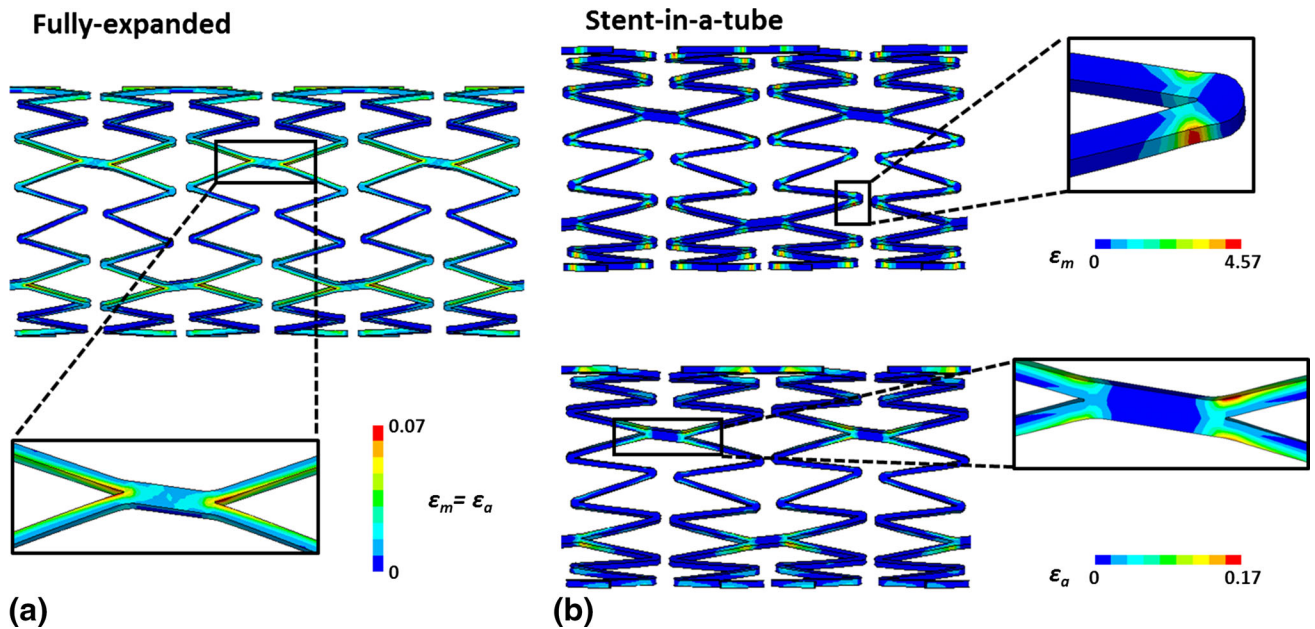 Fully-expanded
Stent-in-a-tube
εm
0
4.57
0.07
εm= εa
0
εa
0
0.17
(a)
(b)